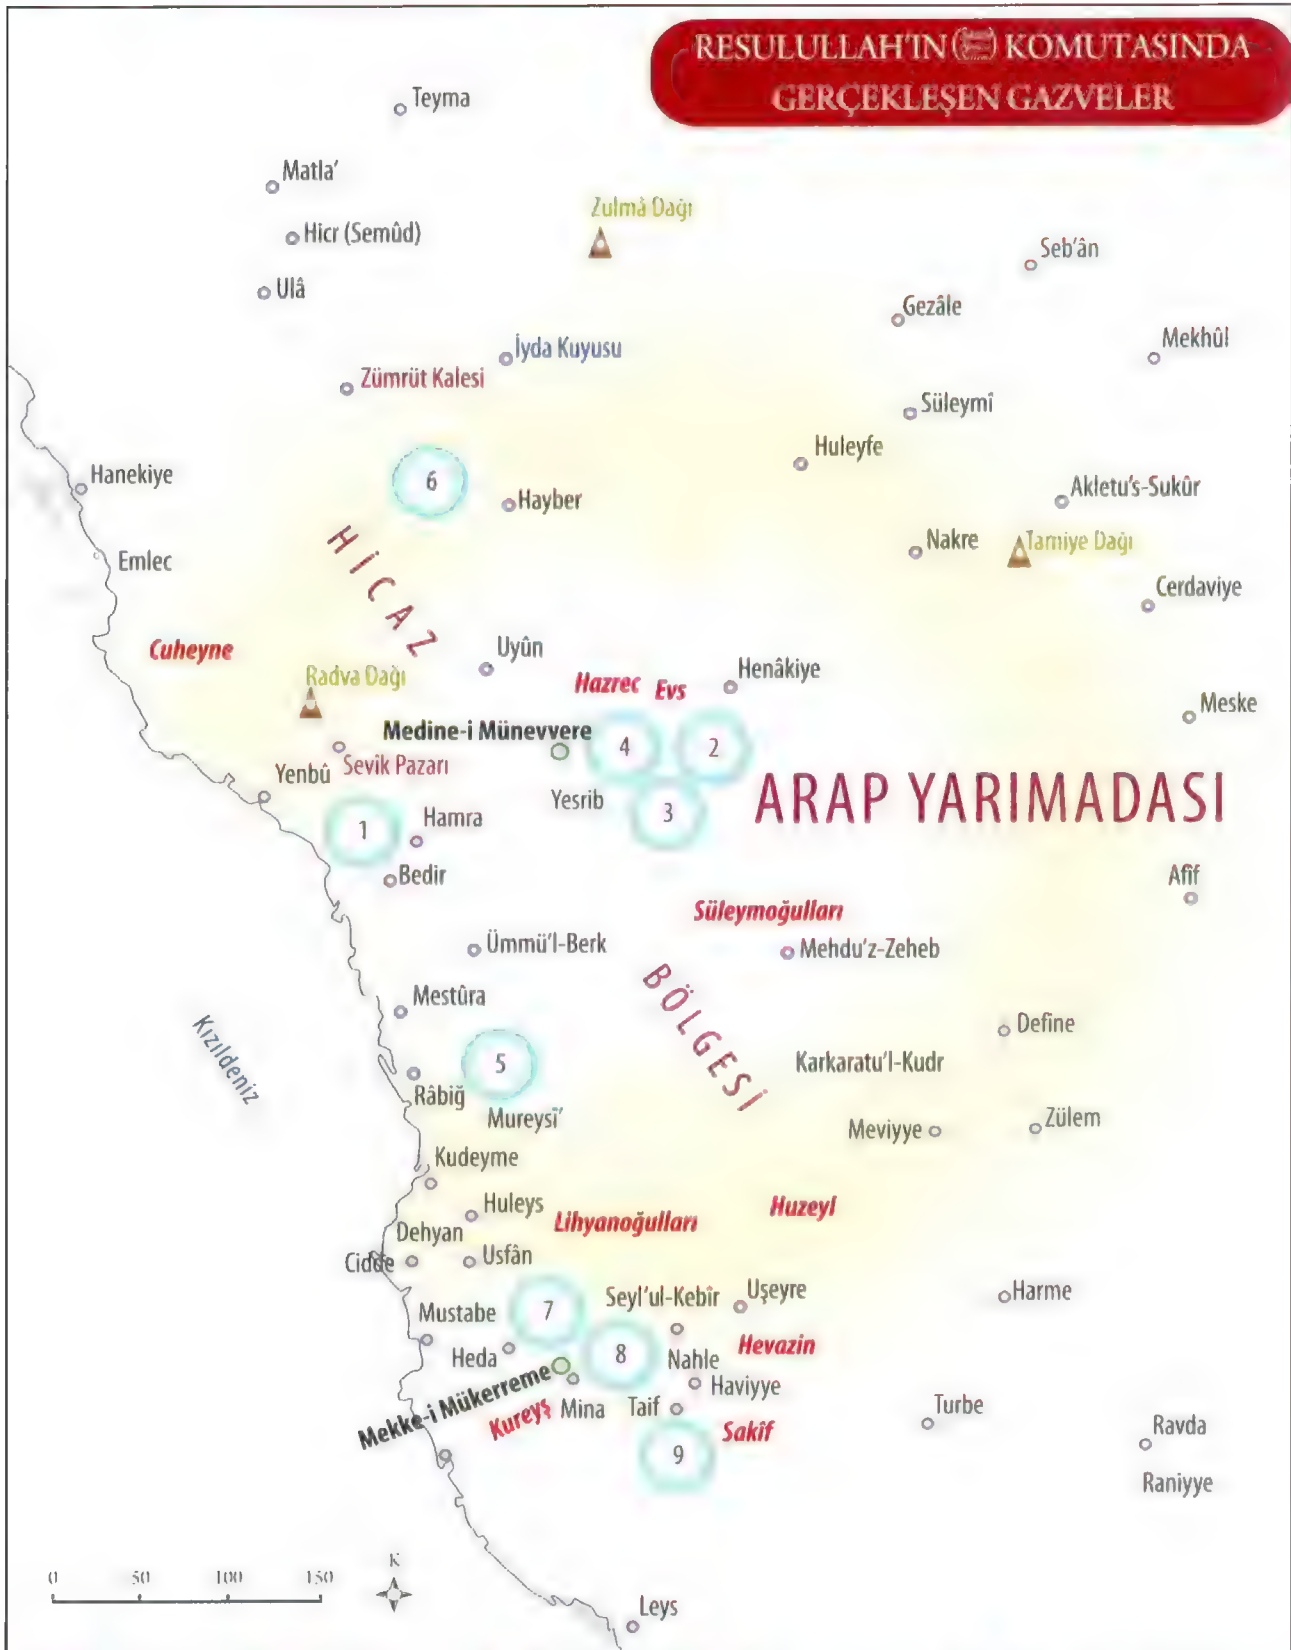 RESULULLAH'IN KOMUTASINDA
GERÇEKLEŞEN GAZVELER
Teyma
Matla'
Zulmâ Dağı
Hicr (Semûd)
Seb'ân
Ulâ
Gezâle
Mekhûl
İyda Kuyusu
Zümrüt Kalesi
Süleymî
Huleyfe
Hanekiye
6
Hayber
Akletu's-Sukûr
HİCAZ
Nakre
Tamiye Dağı
Emlec
Cerdaviye
Cuheyne
Uyûn
Radva Dağı
Hazrec
Evs
Henâkiye
Meske
Medine-i Münevvere
4
2
Sevik Pazarı
Yenbû
Yesrib
3
ARAP YARIMADASI
1
Hamra
Bedir
Afîf
Süleymoğulları
Ümmü'l-Berk
Mehdu'z-Zeheb
BÖLGESİ
Mestûra
Kızıldeniz
Defîne
5
Karkaratu'l-Kudr
Râbiğ
Mureysî'
Meviyye
Zülem
Kudeyme
Huleys
Lihyanoğulları
Huzeyl
Dehyan
Cidde
Usfân
7
Seyl'ul-Kebîr
Uşeyre
Harme
Mustabe
8
Hevazin
Heda
Nahle
Haviyye
Mekke-i Mükerreme
Kureyş
Mina
Taif
Turbe
Sakîf
Ravda
9
Raniyye
K
0 50 100 150
Leys